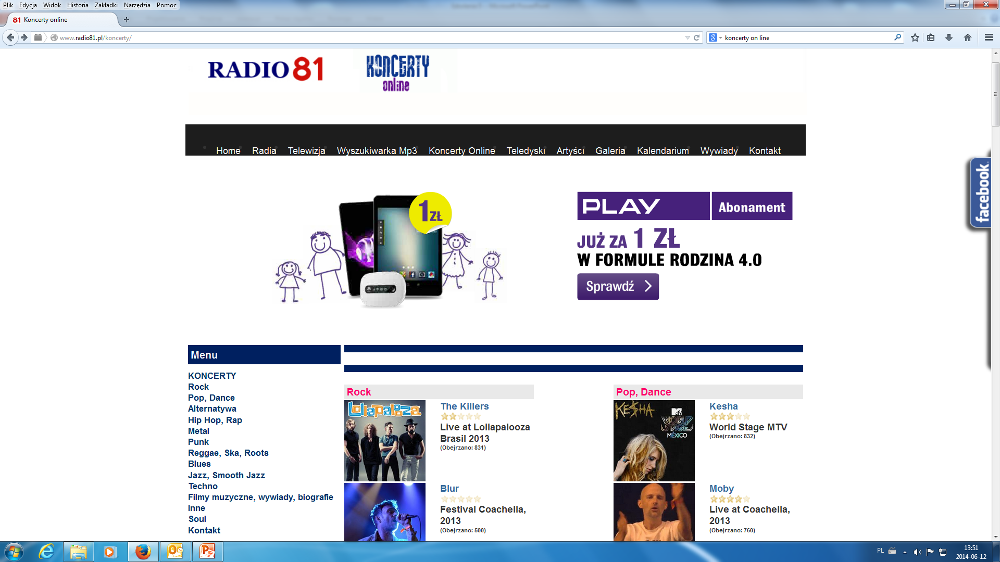 Plik Edycja Widok Historia Zakładki Narzędzia Pomoc
81 Koncerty online
www.radio81.pl/koncerty/
koncerty on line
RADIO 81
KONCERTY
online
Home Radia Telewizja Wyszukiwarka Mp3 Koncerty Online Teledyski Artyści Galeria Kalendarium Wywiady Kontakt
facebook
1 ZŁ
PLAY Abonament
JUŻ ZA 1 ZŁ
W FORMULE RODZINA 4.0
Sprawdź
Menu
KONCERTY
Rock
Pop, Dance
Alternatywa
Hip Hop, Rap
Metal
Punk
Reggae, Ska, Roots
Blues
Jazz, Smooth Jazz
Techno
Filmy muzyczne, wywiady, biografie
Inne
Soul
Kontakt
Rock
Lollapalooza
The Killers
Live at Lollapalooza
Brasil 2013
(Obejrzano: 831)
Blur
Festival Coachella,
2013
(Obejrzano: 500)
Pop, Dance
KE$HA
MTV
WORLD
STAGE
MEXICO
Kesha
World Stage MTV
(Obejrzano: 832)
Moby
Live at Coachella,
2013
(Obejrzano: 760)
PL
13:51
2014-06-12